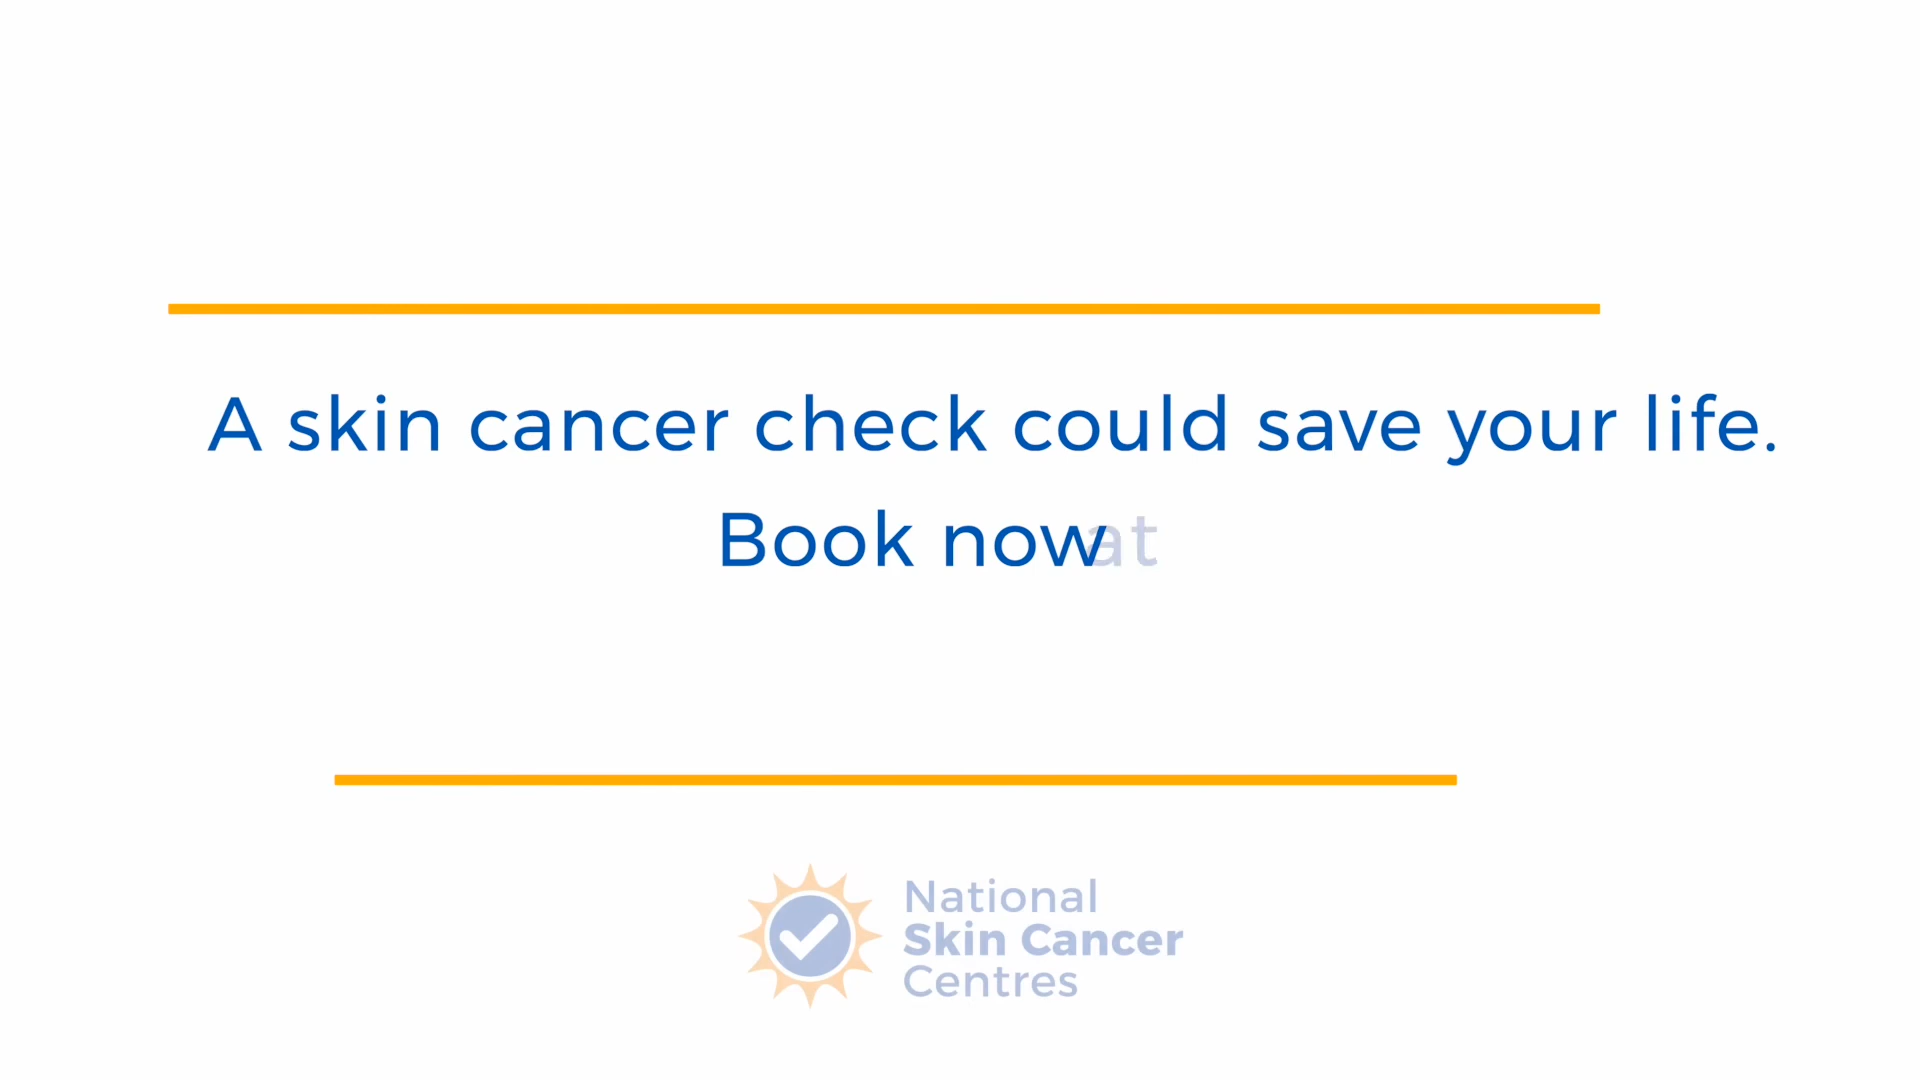 A skin cancer check could save your life.
Book now at
National
Skin Cancer
Centres